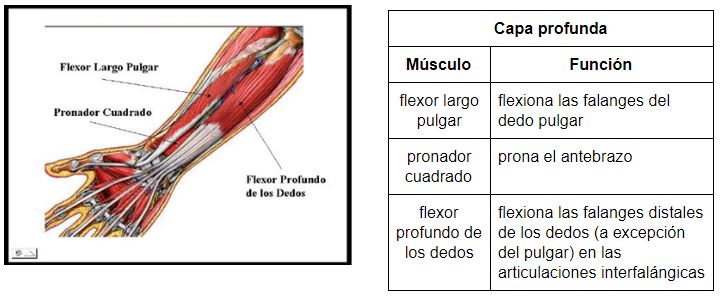 Flexor Largo Pulgar
Pronador Cuadrado
Flexor Profundo
de los Dedos
Capa profunda
Músculo
Función
flexor largo
pulgar
flexiona las falanges del
dedo pulgar
pronador
cuadrado
prona el antebrazo
flexor
profundo de
los dedos
flexiona las falanges distales
de los dedos (a excepción
del pulgar) en las
articulaciones interfalángicas